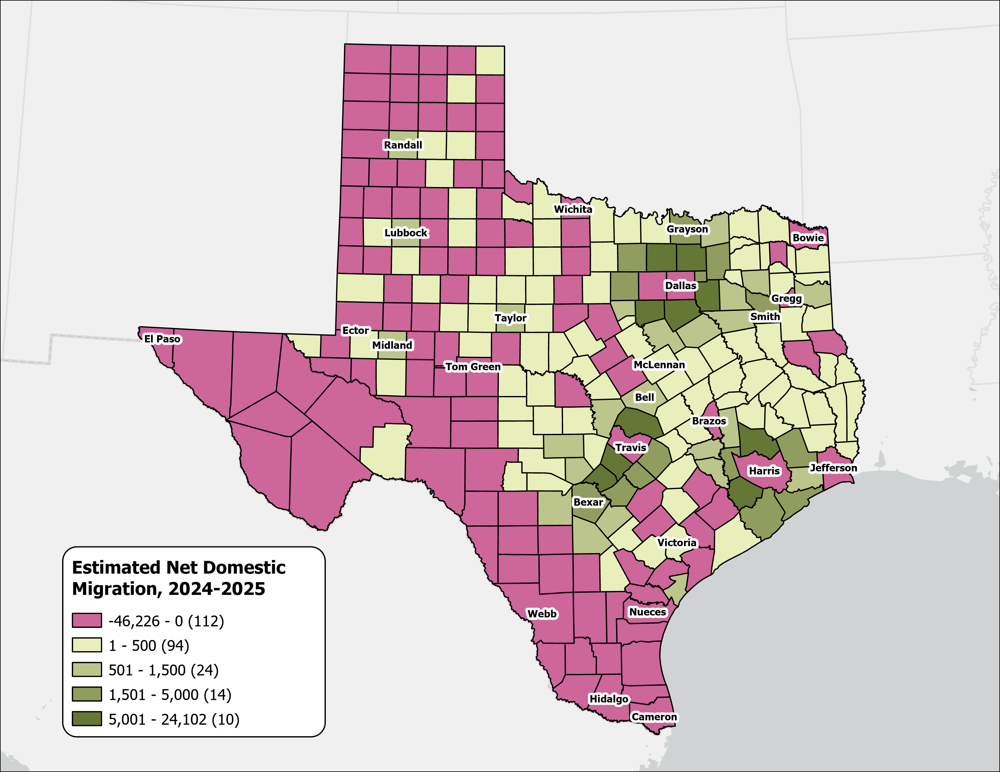 Randall
Wichita
Lubbock
Grayson
Bowie
Dallas
Gregg
Taylor
Smith
Ector
El Paso
Midland
Tom Green
McLennan
Bell
Brazos
Travis
Harris
Jefferson
Bexar
Victoria
Webb
Nueces
Hidalgo
Cameron
Estimated Net Domestic
Migration, 2024-2025
-46,226 - 0 (112)
1 - 500 (94)
501 - 1,500 (24)
1,501 - 5,000 (14)
5,001 - 24,102 (10)